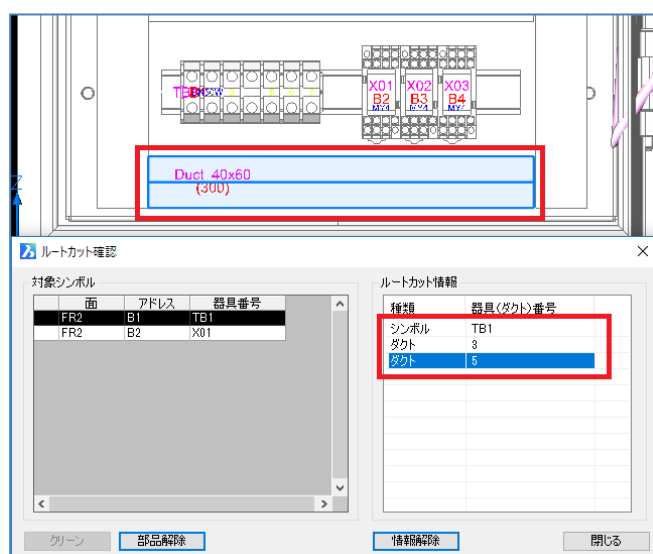 X01 X02 X03
B2 B3 B4
Duct 40x60
(300)
Z
ルートカット確認
対象シンボル
面 アドレス 器具番号
FR2 B1 TB1
FR2 B2 X01
ルートカット情報
種類 器具(ダクト)番号
シンボル TB1
ダクト 3
ダクト 5
クリーン 部品解除 情報解除 閉じる